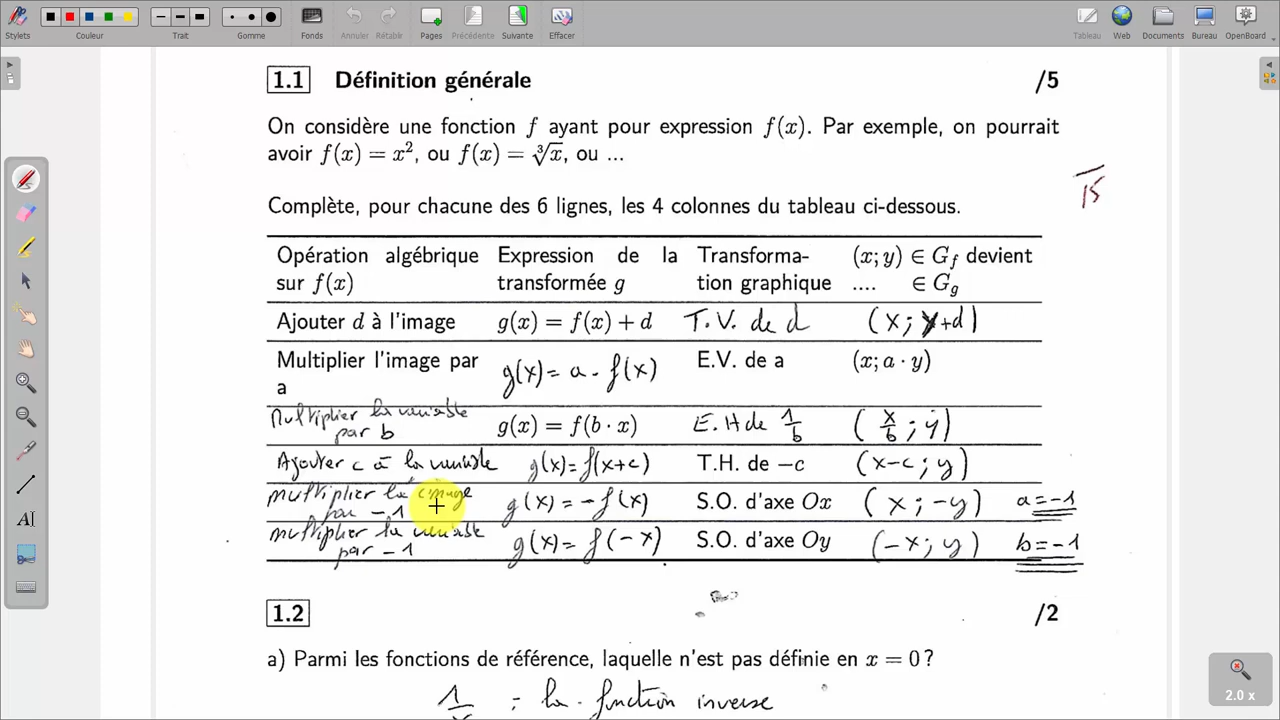 Stylets Couleur Trait Gomme Fonds Annuler Rétablir Pages Précédente Suivante Effacer Tableau Web Documents Bureau OpenBoard
1.1 Définition générale /5
On considère une fonction f ayant pour expression f(x). Par exemple, on pourrait
avoir f(x) = x², ou f(x) = ∛x, ou ...
15
Complète, pour chacune des 6 lignes, les 4 colonnes du tableau ci-dessous.
Opération algébrique Expression de la Transforma- (x; y) ∈ G_f devient
sur f(x) transformée g tion graphique .... ∈ G_g
Ajouter d à l'image g(x) = f(x) + d T.V. de d (x; y+d)
Multiplier l'image par g(x) = a · f(x) E.V. de a (x; a · y)
a
Multiplier la variable g(x) = f(b · x) E.H de 1/b (x/b ; y)
par b
Ajouter c à la variable g(x) = f(x+c) T.H. de −c (x−c ; y)
multiplier la image g(x) = −f(x) S.O. d'axe Ox (x ; −y) a=−1
par −1
multiplier la variable g(x) = f(−x) S.O. d'axe Oy (−x; y) b=−1
par −1
1.2 /2
a) Parmi les fonctions de référence, laquelle n'est pas définie en x = 0 ?
1/x : la fonction inverse
AI
2.0 x